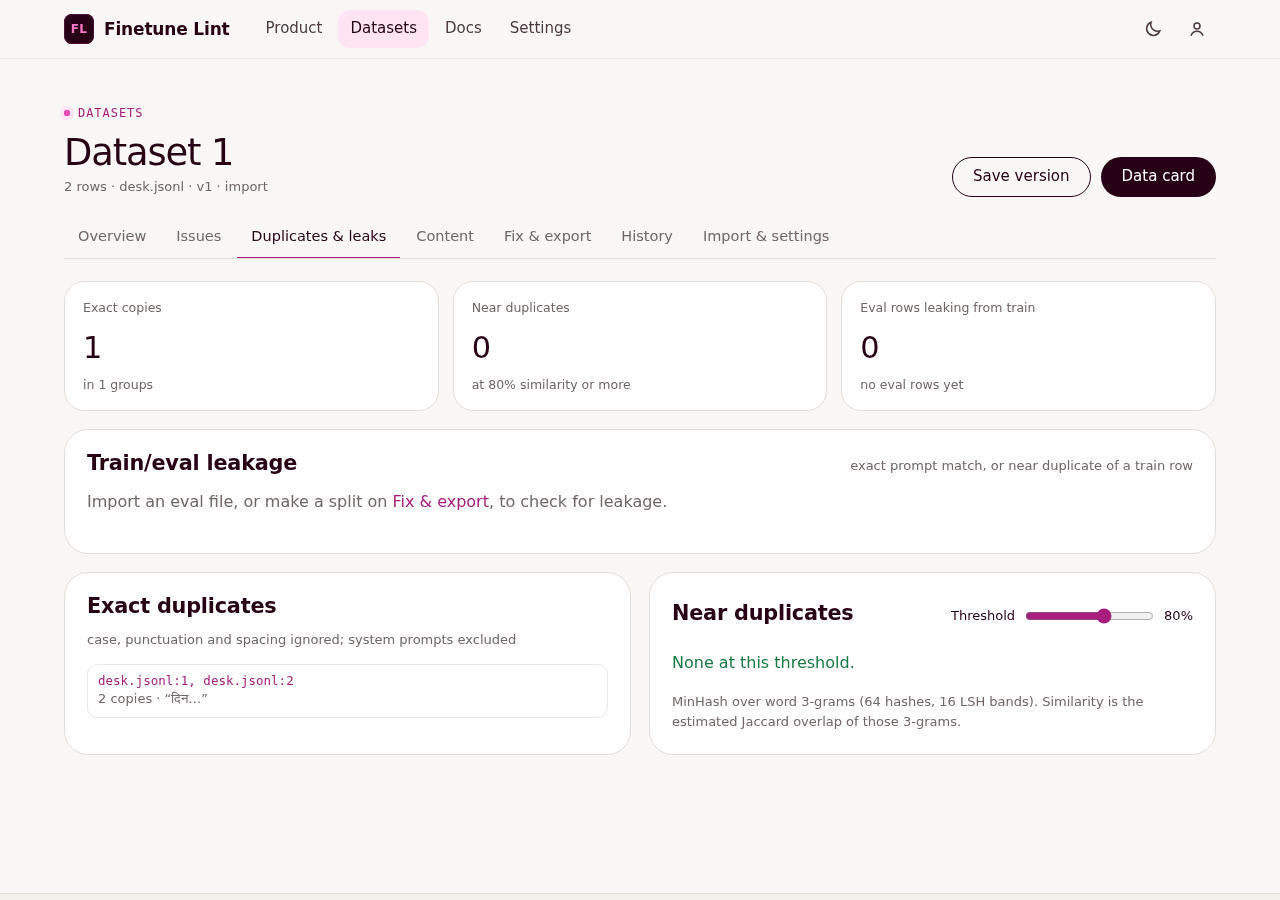 FL Finetune Lint Product Datasets Docs Settings
DATASETS
Dataset 1
2 rows · desk.jsonl · v1 · import
Save version Data card
Overview Issues Duplicates & leaks Content Fix & export History Import & settings
Exact copies
1
in 1 groups
Near duplicates
0
at 80% similarity or more
Eval rows leaking from train
0
no eval rows yet
Train/eval leakage
exact prompt match, or near duplicate of a train row
Import an eval file, or make a split on Fix & export, to check for leakage.
Exact duplicates
case, punctuation and spacing ignored; system prompts excluded
desk.jsonl:1, desk.jsonl:2
2 copies · “दिन…”
Near duplicates
Threshold 80%
None at this threshold.
MinHash over word 3-grams (64 hashes, 16 LSH bands). Similarity is the
estimated Jaccard overlap of those 3-grams.